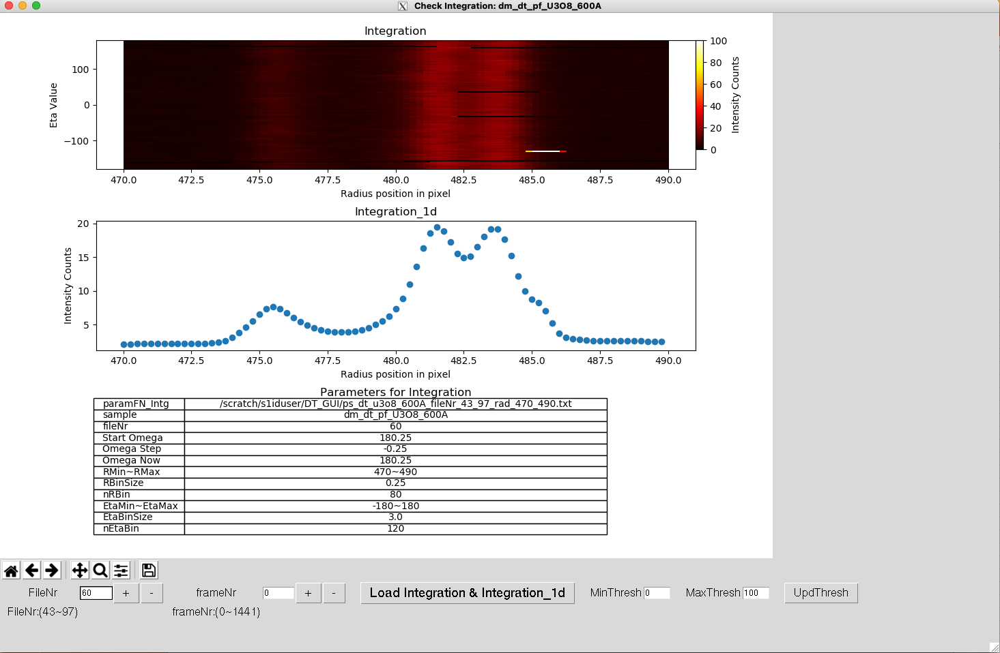 Check Integration: dm_dt_pf_U3O8_600A
Integration
100
0
−100
Eta Value
470.0 472.5 475.0 477.5 480.0 482.5 485.0 487.5 490.0
Radius position in pixel
100
80
60
40
20
0
Intensity Counts
Integration_1d
20
15
10
5
Intensity Counts
470.0 472.5 475.0 477.5 480.0 482.5 485.0 487.5 490.0
Radius position in pixel
Parameters for Integration
paramFN_Intg /scratch/s1iduser/DT_GUI/ps_dt_u3o8_600A_fileNr_43_97_rad_470_490.txt
sample dm_dt_pf_U3O8_600A
fileNr 60
Start Omega 180.25
Omega Step -0.25
Omega Now 180.25
RMin~RMax 470~490
RBinSize 0.25
nRBin 80
EtaMin~EtaMax -180~180
EtaBinSize 3.0
nEtaBin 120
FileNr 60 + - frameNr 0 + - Load Integration & Integration_1d MinThresh 0 MaxThresh 100 UpdThresh
FileNr:(43~97) frameNr:(0~1441)